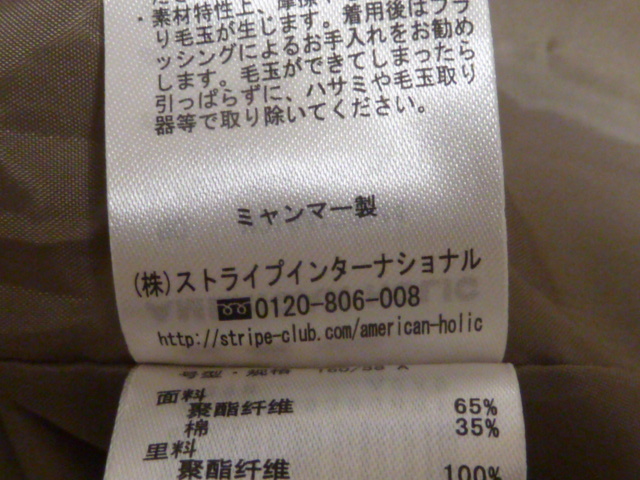 ・素材特性上、摩擦
り毛玉が生じます。着用後はブラ
ッシングによるお手入れをお勧め
します。毛玉ができてしまったら
引っぱらずに、ハサミや毛玉取り
器等で取り除いてください。
ミャンマー製
(株)ストライプインターナショナル
0120-806-008
http://stripe-club.com/american-holic
号型・规格
面料
聚酯纤维 65%
棉 35%
里料
聚酯纤维 100%